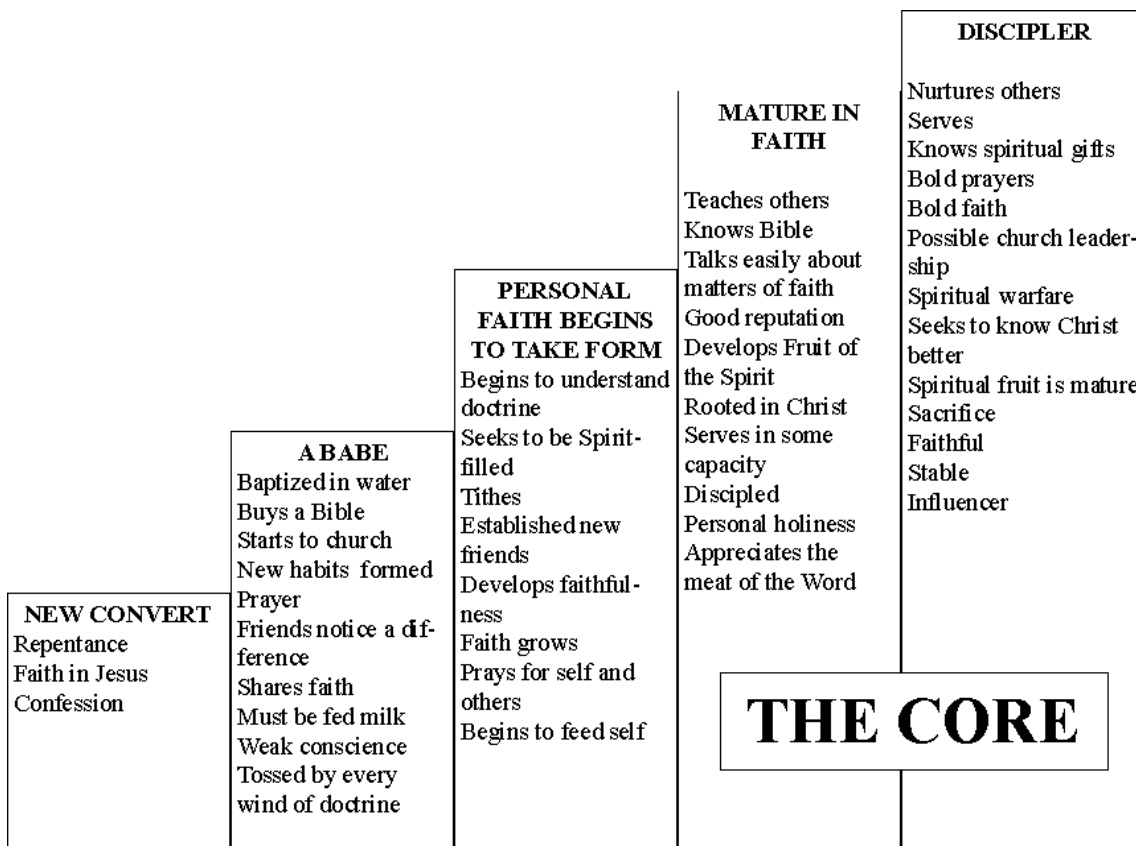 NEW CONVERT
Repentance
Faith in Jesus
Confession
A BABE
Baptized in water
Buys a Bible
Starts to church
New habits formed
Prayer
Friends notice a dif-
ference
Shares faith
Must be fed milk
Weak conscience
Tossed by every
wind of doctrine
PERSONAL
FAITH BEGINS
TO TAKE FORM
Begins to understand
doctrine
Seeks to be Spirit-
filled
Tithes
Established new
friends
Develops faithful-
ness
Faith grows
Prays for self and
others
Begins to feed self
MATURE IN
FAITH
Teaches others
Knows Bible
Talks easily about
matters of faith
Good reputation
Develops Fruit of
the Spirit
Rooted in Christ
Serves in some
capacity
Discipled
Personal holiness
Appreciates the
meat of the Word
DISCIPLER
Nurtures others
Serves
Knows spiritual gifts
Bold prayers
Bold faith
Possible church leader-
ship
Spiritual warfare
Seeks to know Christ
better
Spiritual fruit is mature
Sacrifice
Faithful
Stable
Influencer
THE CORE